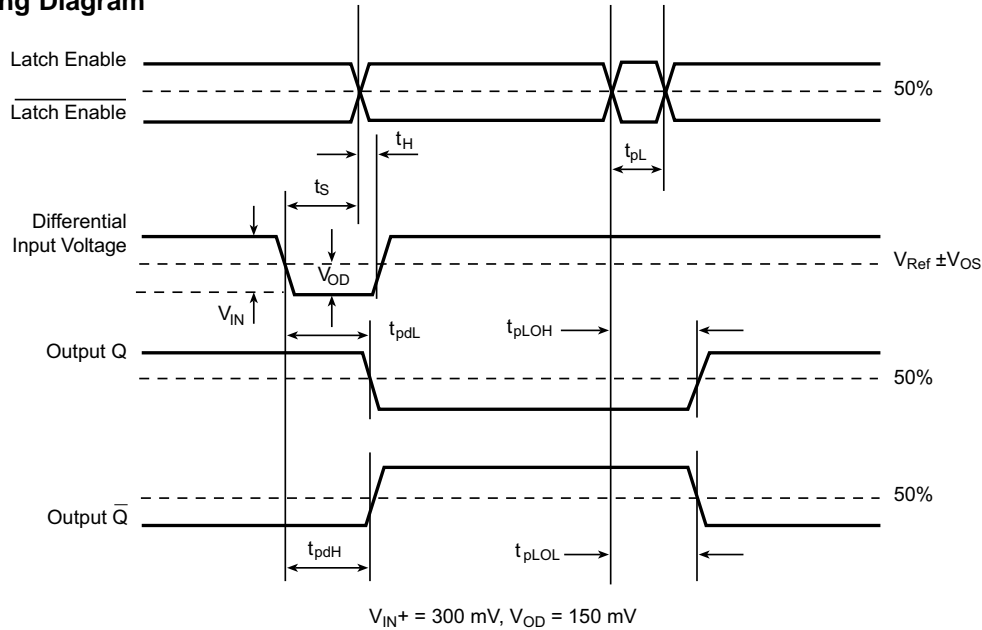 ng Diagram
Latch Enable
50%
Latch Enable
tH
tpL
tS
Differential
Input Voltage
VRef ±VOS
VOD
VIN
tpdL
tpLOH
Output Q
50%
50%
Output Q̅
tpdH
tpLOL
VIN+ = 300 mV, VOD = 150 mV